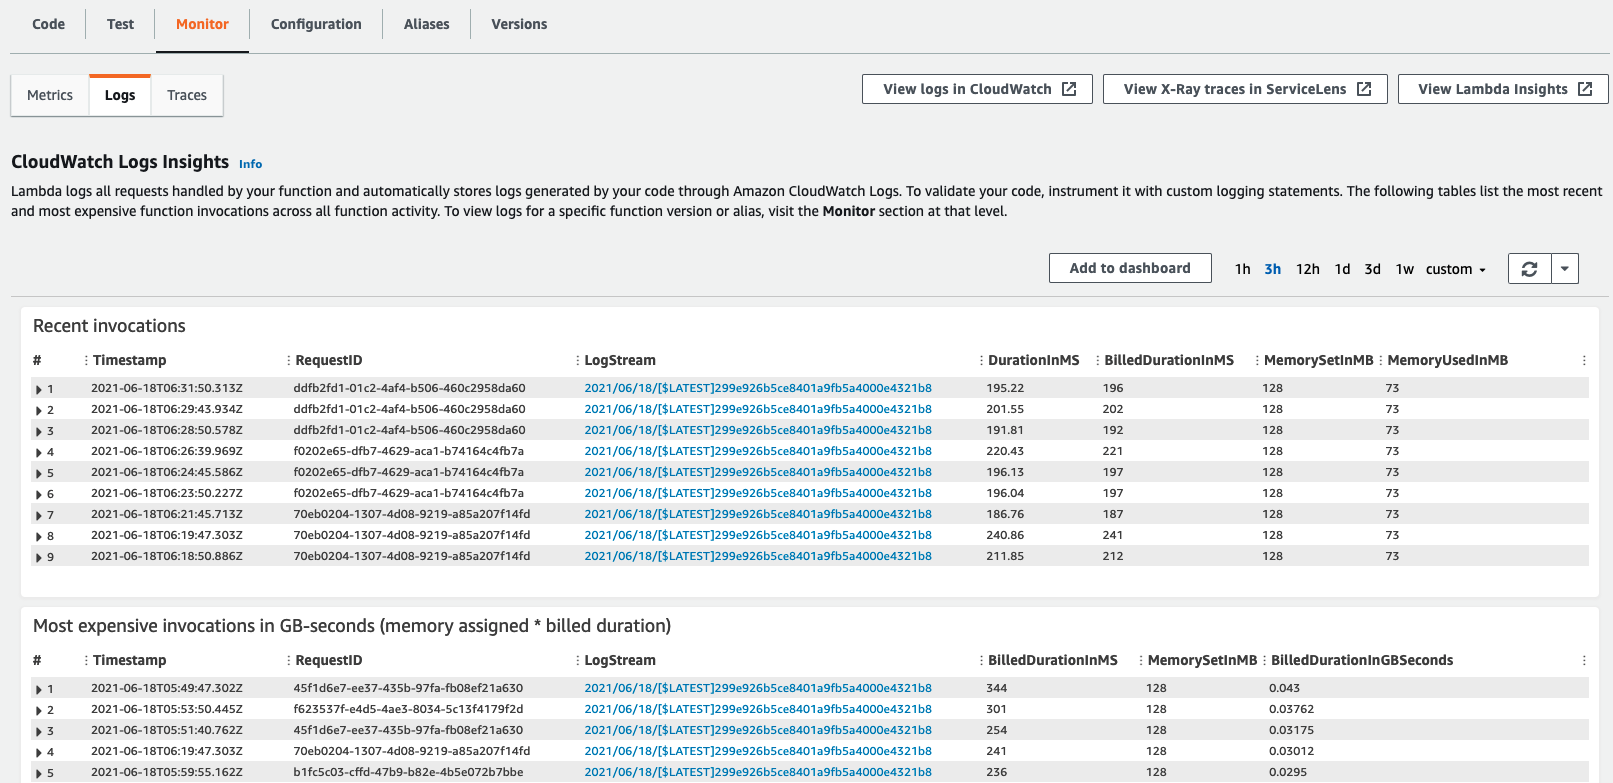 Code Test Monitor Configuration Aliases Versions
Metrics Logs Traces View logs in CloudWatch View X-Ray traces in ServiceLens View Lambda Insights
CloudWatch Logs Insights Info
Lambda logs all requests handled by your function and automatically stores logs generated by your code through Amazon CloudWatch Logs. To validate your code, instrument it with custom logging statements. The following tables list the most recent
and most expensive function invocations across all function activity. To view logs for a specific function version or alias, visit the Monitor section at that level.
Add to dashboard 1h 3h 12h 1d 3d 1w custom
Recent invocations
# Timestamp RequestID LogStream DurationInMS BilledDurationInMS MemorySetInMB MemoryUsedInMB
1 2021-06-18T06:31:50.313Z ddfb2fd1-01c2-4af4-b506-460c2958da60 2021/06/18/[$LATEST]299e926b5ce8401a9fb5a4000e4321b8 195.22 196 128 73
2 2021-06-18T06:29:43.934Z ddfb2fd1-01c2-4af4-b506-460c2958da60 2021/06/18/[$LATEST]299e926b5ce8401a9fb5a4000e4321b8 201.55 202 128 73
3 2021-06-18T06:28:50.578Z ddfb2fd1-01c2-4af4-b506-460c2958da60 2021/06/18/[$LATEST]299e926b5ce8401a9fb5a4000e4321b8 191.81 192 128 73
4 2021-06-18T06:26:39.969Z f0202e65-dfb7-4629-aca1-b74164c4fb7a 2021/06/18/[$LATEST]299e926b5ce8401a9fb5a4000e4321b8 220.43 221 128 73
5 2021-06-18T06:24:45.586Z f0202e65-dfb7-4629-aca1-b74164c4fb7a 2021/06/18/[$LATEST]299e926b5ce8401a9fb5a4000e4321b8 196.13 197 128 73
6 2021-06-18T06:23:50.227Z f0202e65-dfb7-4629-aca1-b74164c4fb7a 2021/06/18/[$LATEST]299e926b5ce8401a9fb5a4000e4321b8 196.04 197 128 73
7 2021-06-18T06:21:45.713Z 70eb0204-1307-4d08-9219-a85a207f14fd 2021/06/18/[$LATEST]299e926b5ce8401a9fb5a4000e4321b8 186.76 187 128 73
8 2021-06-18T06:19:47.303Z 70eb0204-1307-4d08-9219-a85a207f14fd 2021/06/18/[$LATEST]299e926b5ce8401a9fb5a4000e4321b8 240.86 241 128 73
9 2021-06-18T06:18:50.886Z 70eb0204-1307-4d08-9219-a85a207f14fd 2021/06/18/[$LATEST]299e926b5ce8401a9fb5a4000e4321b8 211.85 212 128 73
Most expensive invocations in GB-seconds (memory assigned * billed duration)
# Timestamp RequestID LogStream BilledDurationInMS MemorySetInMB BilledDurationInGBSeconds
1 2021-06-18T05:49:47.302Z 45f1d6e7-ee37-435b-97fa-fb08ef21a630 2021/06/18/[$LATEST]299e926b5ce8401a9fb5a4000e4321b8 344 128 0.043
2 2021-06-18T05:53:50.445Z f623537f-e4d5-4ae3-8034-5c13f4179f2d 2021/06/18/[$LATEST]299e926b5ce8401a9fb5a4000e4321b8 301 128 0.03762
3 2021-06-18T05:51:40.762Z 45f1d6e7-ee37-435b-97fa-fb08ef21a630 2021/06/18/[$LATEST]299e926b5ce8401a9fb5a4000e4321b8 254 128 0.03175
4 2021-06-18T06:19:47.303Z 70eb0204-1307-4d08-9219-a85a207f14fd 2021/06/18/[$LATEST]299e926b5ce8401a9fb5a4000e4321b8 241 128 0.03012
5 2021-06-18T05:59:55.162Z b1fc5c03-cffd-47b9-b82e-4b5e072b7bbe 2021/06/18/[$LATEST]299e926b5ce8401a9fb5a4000e4321b8 236 128 0.0295